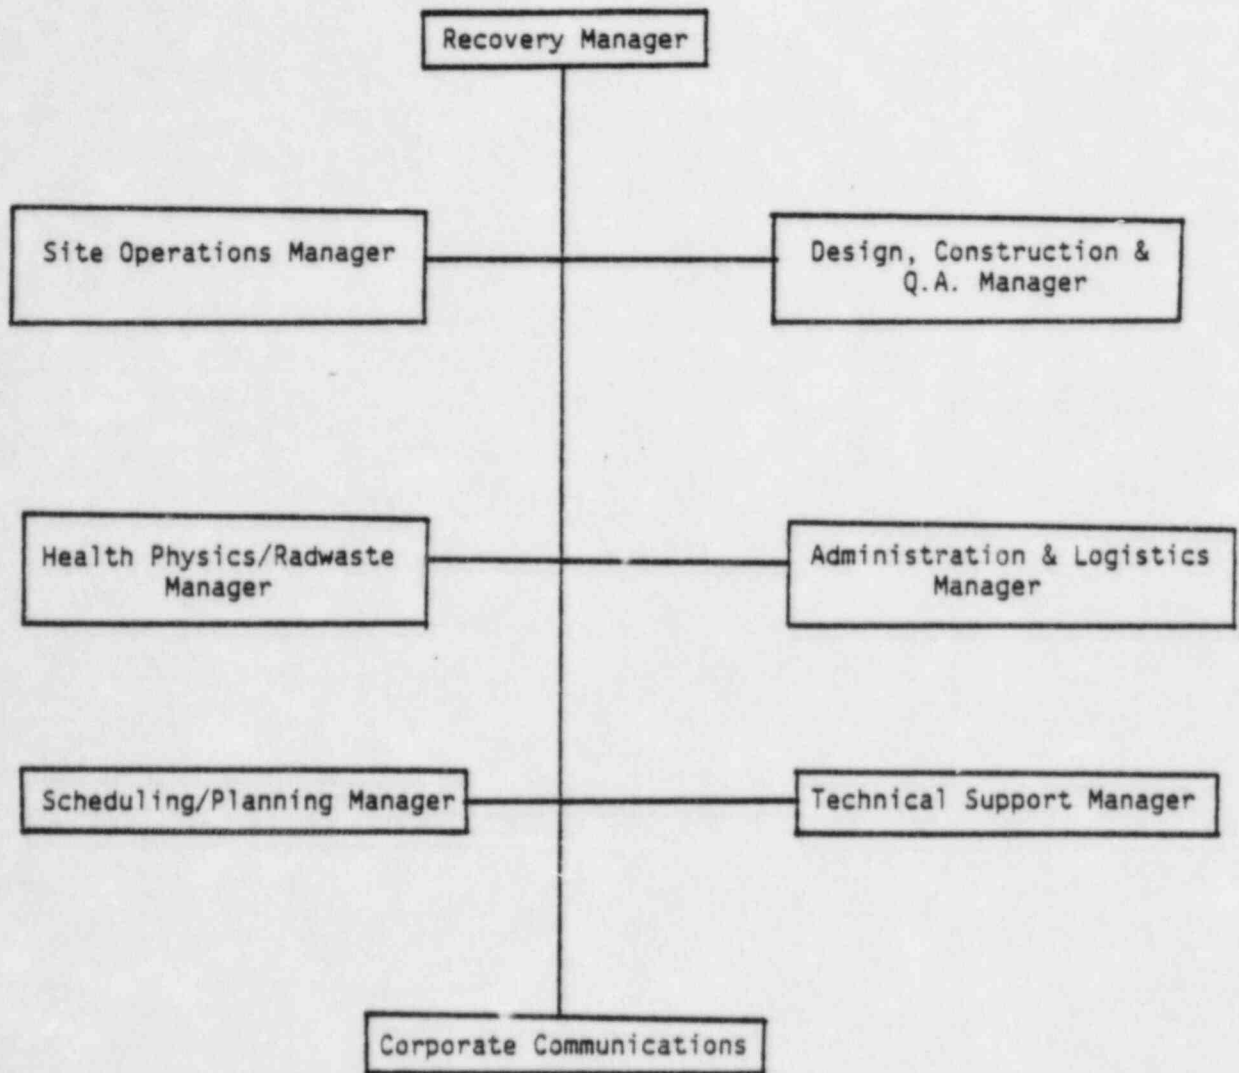 Recovery Manager
Site Operations Manager
Design, Construction &
Q.A. Manager
Health Physics/Radwaste
Manager
Administration & Logistics
Manager
Scheduling/Planning Manager
Technical Support Manager
Corporate Communications